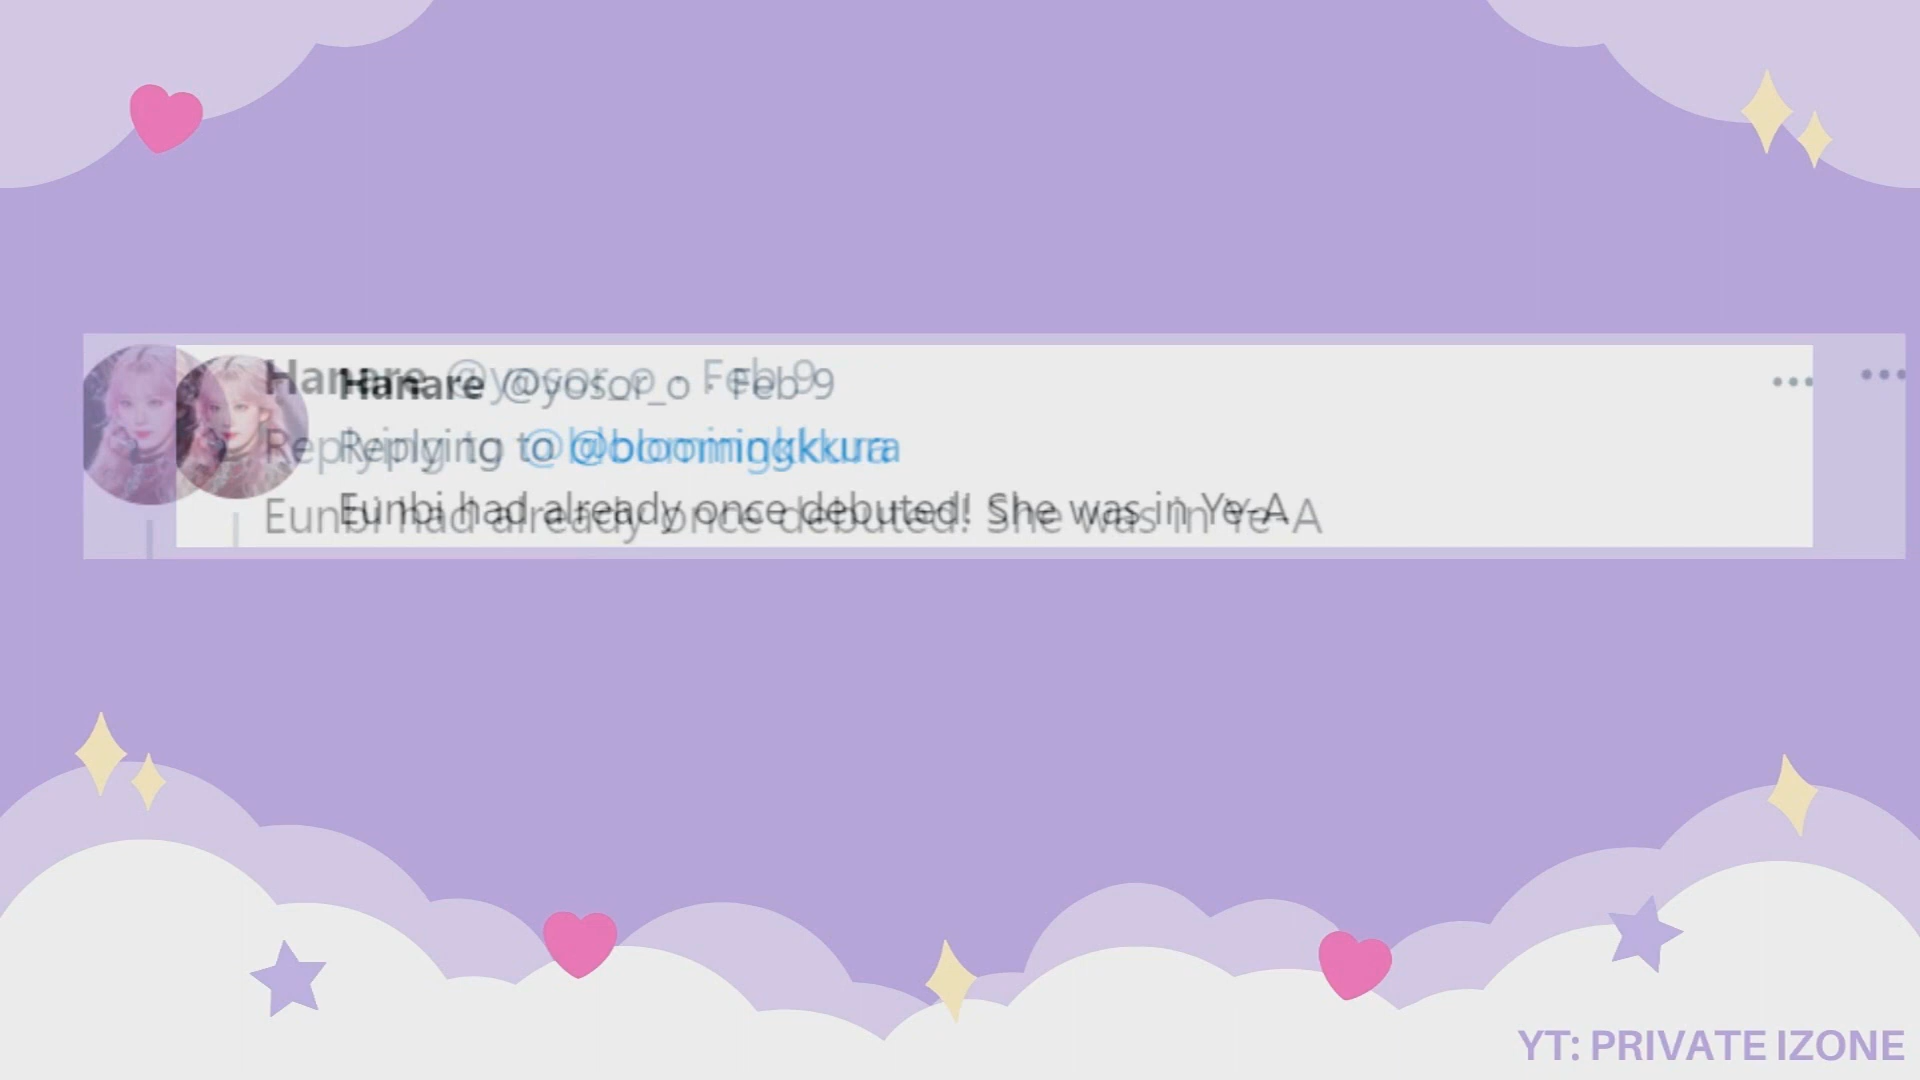 Hanare @yosor_o · Feb 9
Replying to @bloomingkkura
Eunbi had already once debuted! She was in Ye-A
YT: PRIVATE IZONE